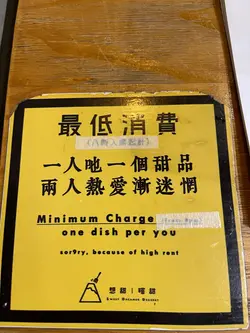 最低消費
一人吔一個甜品
兩人熱愛漸迷惘
Minimum Charge
one dish per you
sor9ry, because of high rent